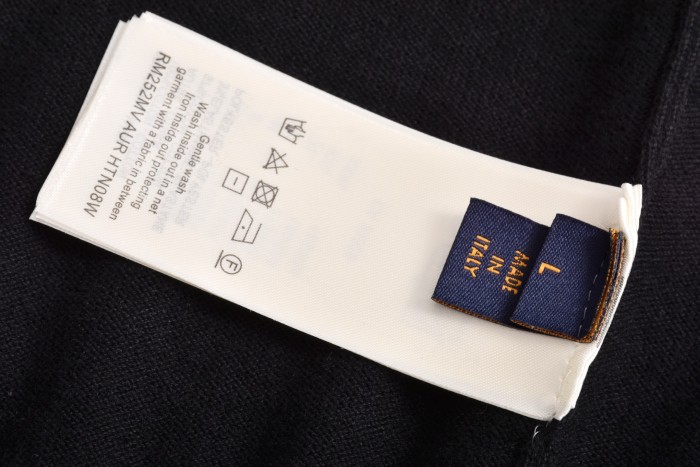 Gentle wash
Wash inside out in a net
Iron inside out protecting
garment with a fabric in between
RM252MV AUR HTN08W
F
L
MADE
IN
ITALY